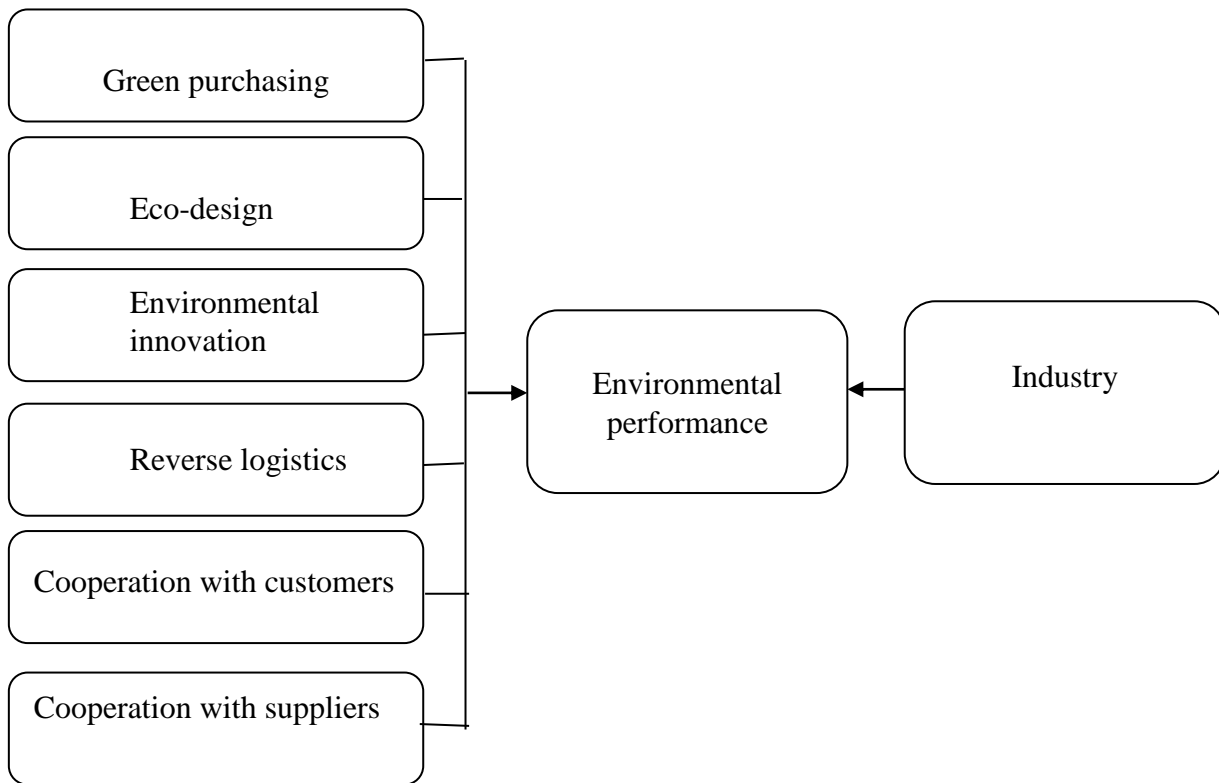 Green purchasing
Eco-design
Environmental
innovation
Reverse logistics
Cooperation with customers
Cooperation with suppliers
Environmental
performance
Industry